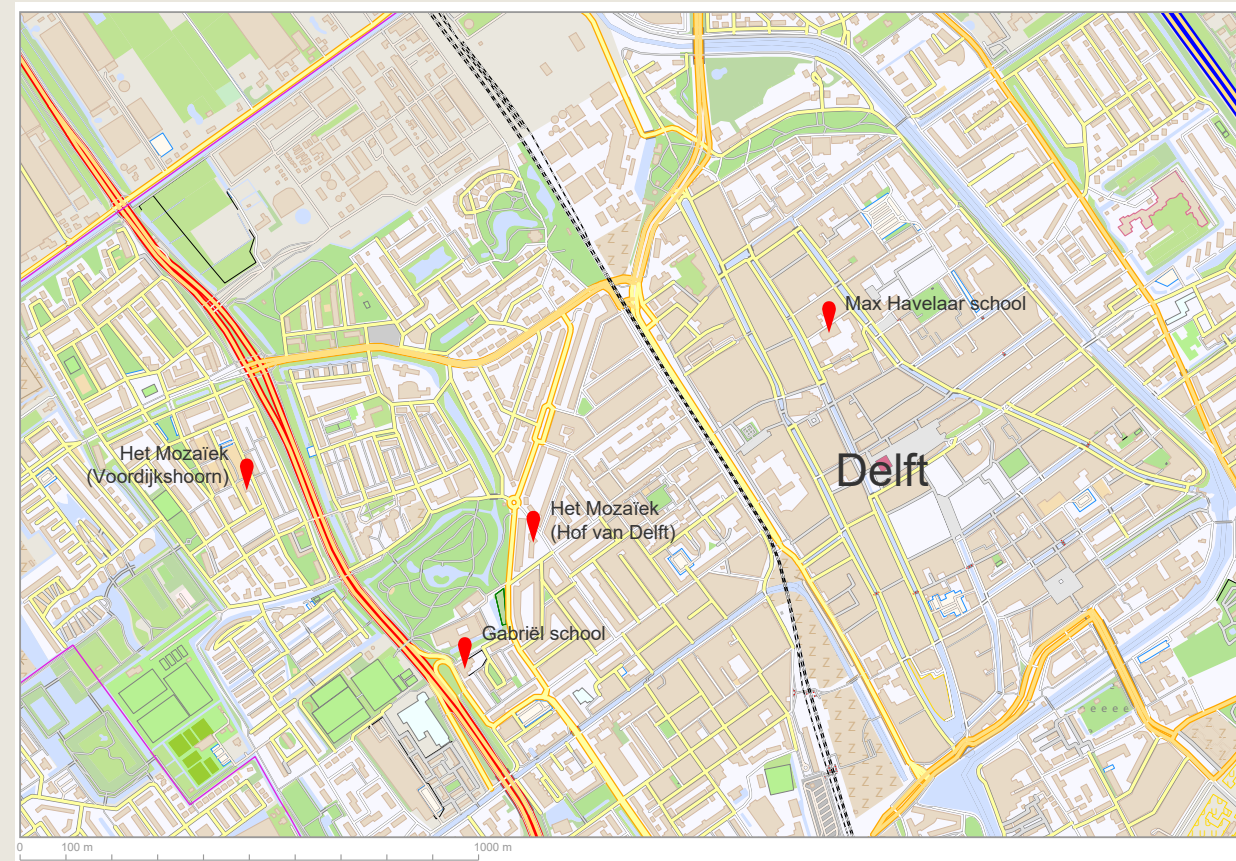 Max Havelaar school
Het Mozaïek
(Voordijkshoorn)
Delft
Het Mozaïek
(Hof van Delft)
Gabriël school
0
100 m
1000 m